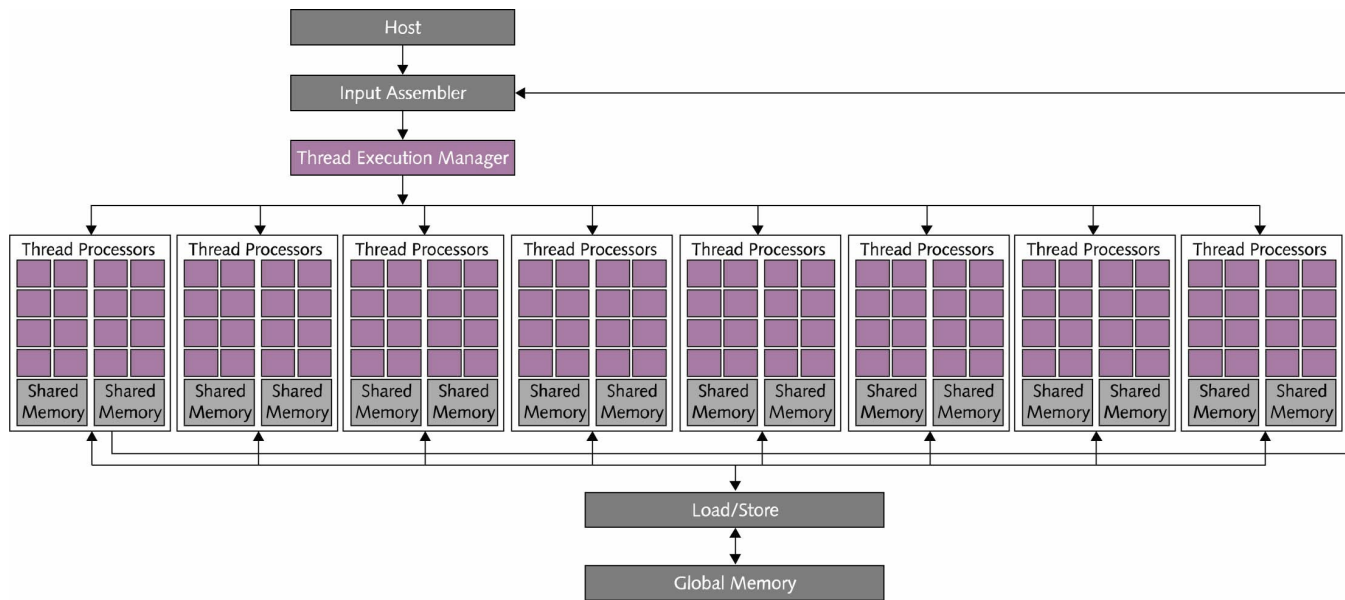 Host
Input Assembler
Thread Execution Manager
Thread Processors
Thread Processors
Thread Processors
Thread Processors
Thread Processors
Thread Processors
Thread Processors
Thread Processors
Shared
Memory
Shared
Memory
Shared
Memory
Shared
Memory
Shared
Memory
Shared
Memory
Shared
Memory
Shared
Memory
Shared
Memory
Shared
Memory
Shared
Memory
Shared
Memory
Shared
Memory
Shared
Memory
Shared
Memory
Shared
Memory
Load/Store
Global Memory